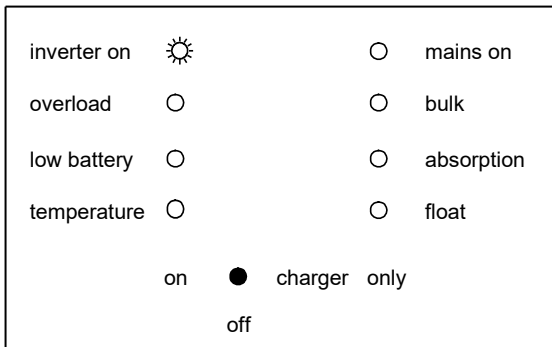 inverter on mains on
overload bulk
low battery absorption
temperature float
on charger only
off